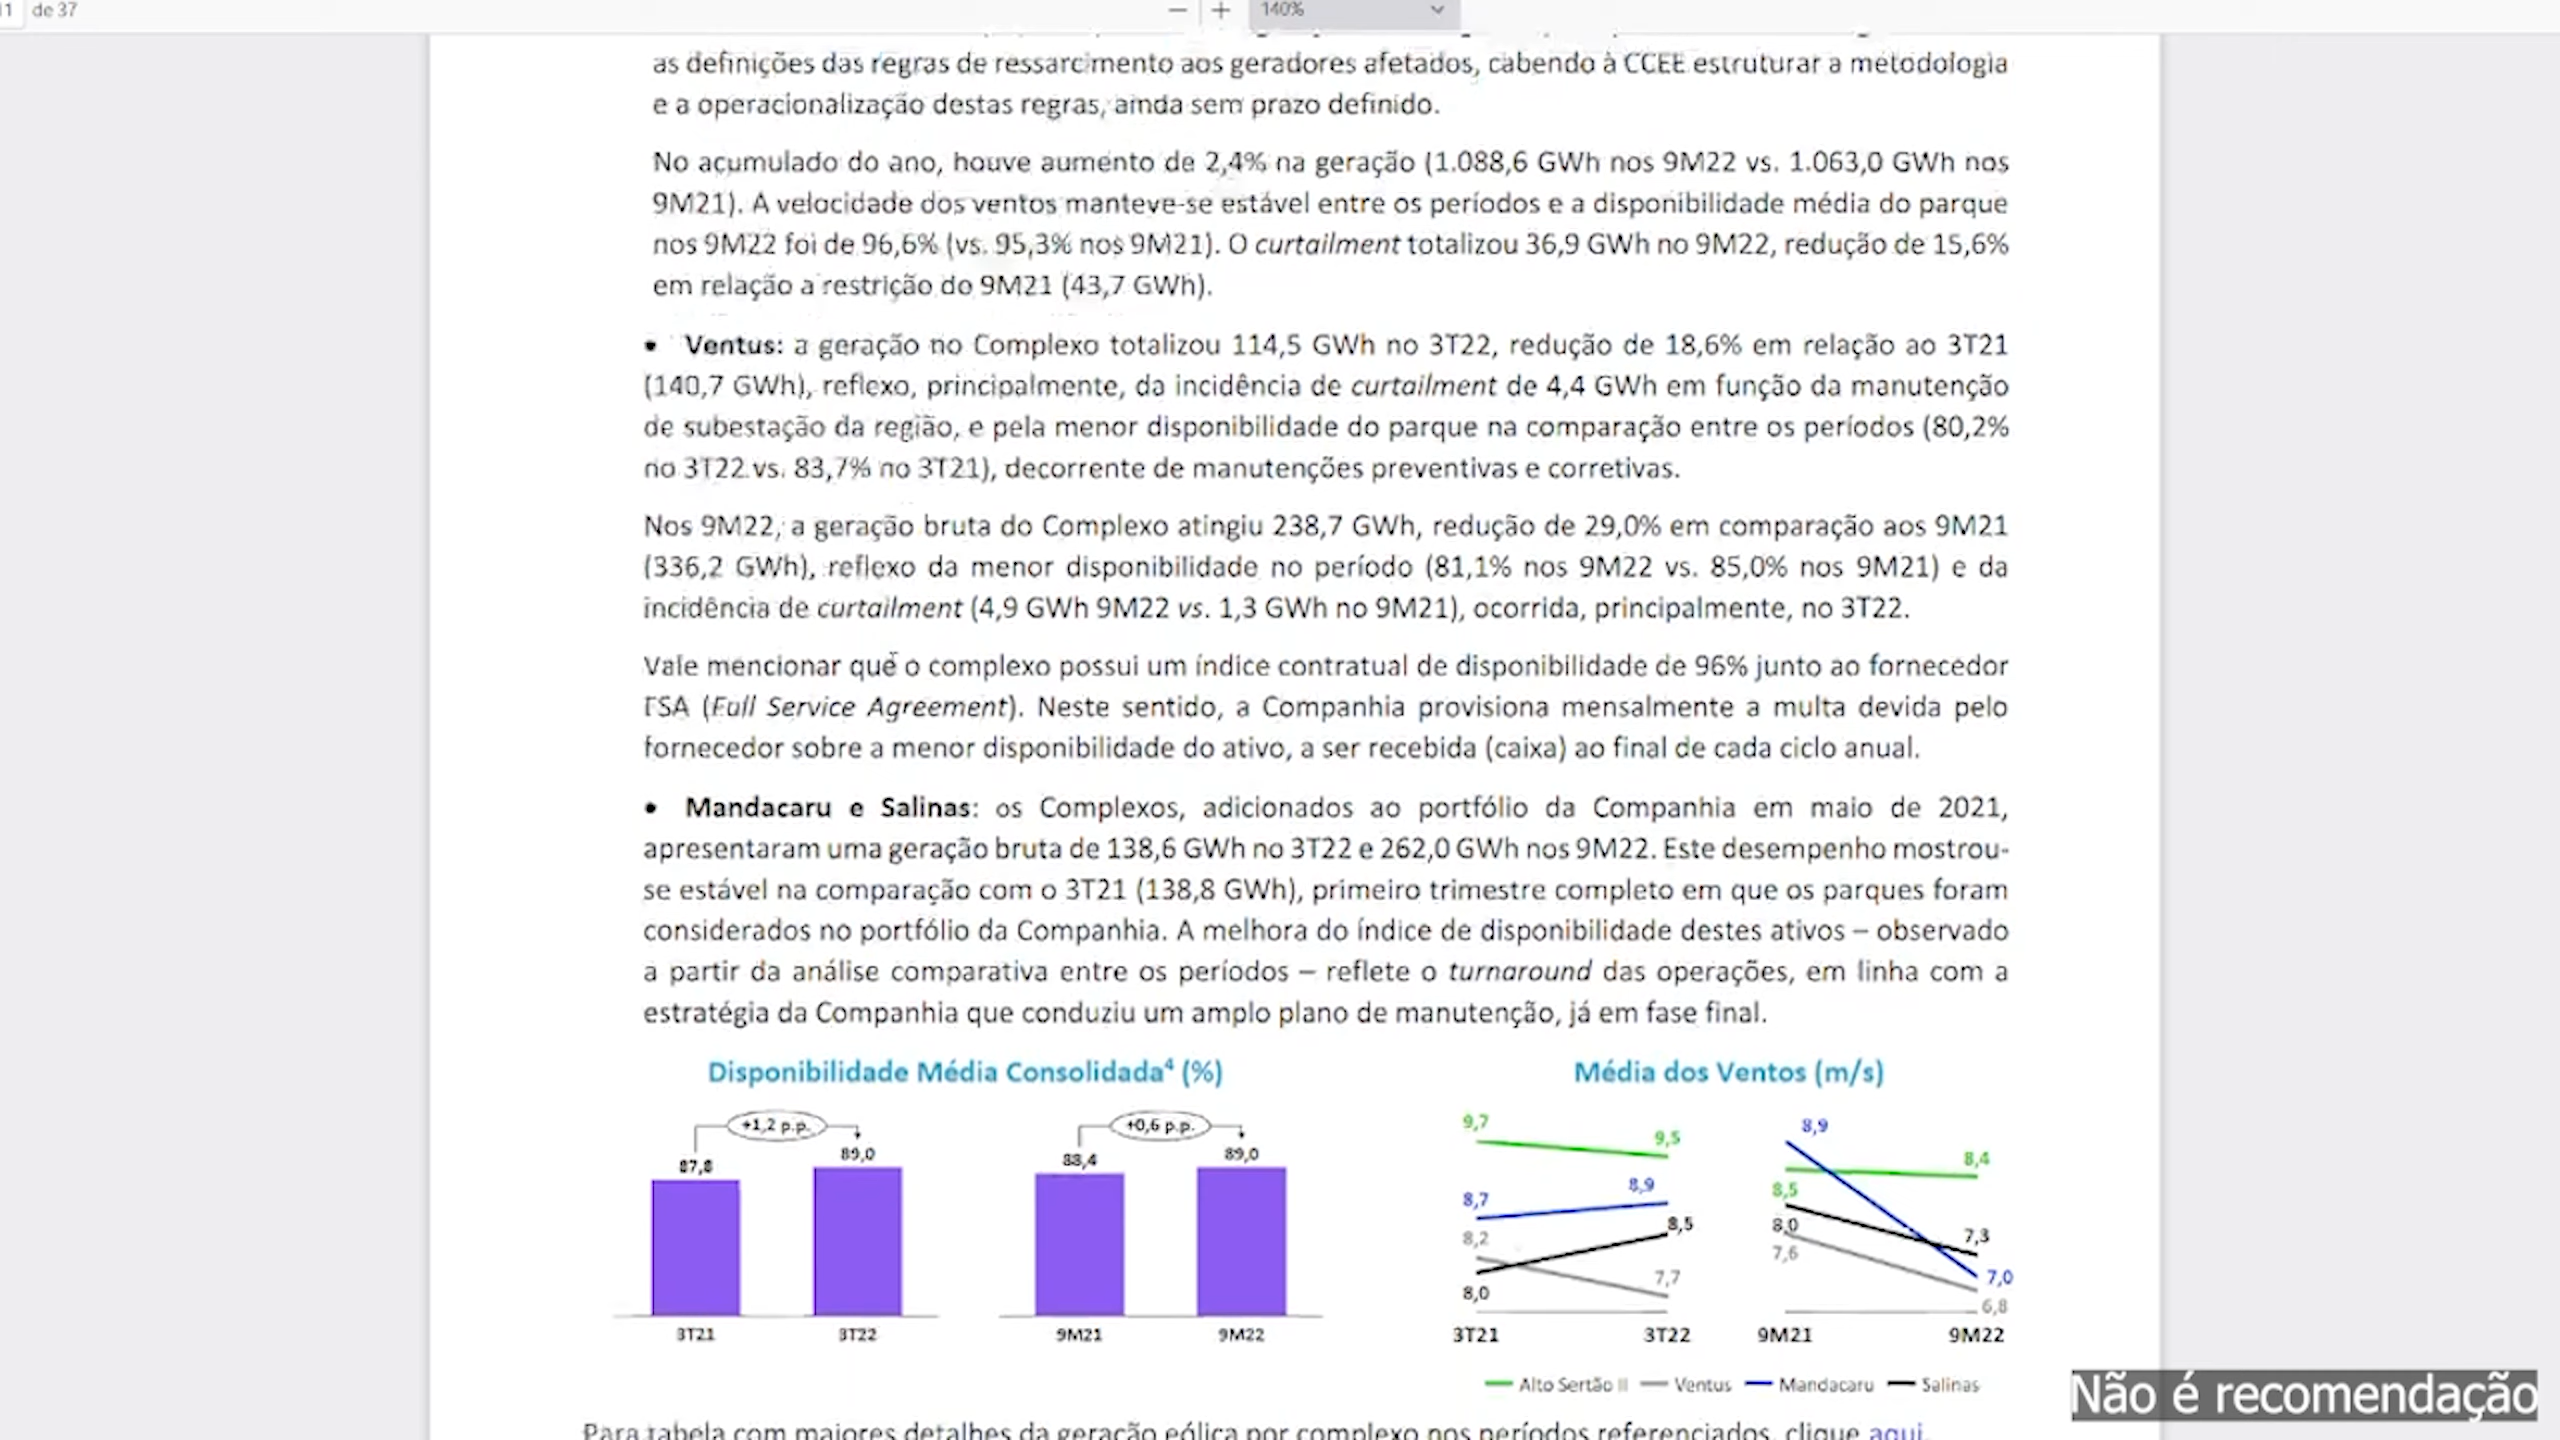 de 37
140%
as definições das regras de ressarcimento aos geradores afetados, cabendo à CCEE estruturar a metodologia
e a operacionalização destas regras, ainda sem prazo definido.
No acumulado do ano, houve aumento de 2,4% na geração (1.088,6 GWh nos 9M22 vs. 1.063,0 GWh nos
9M21). A velocidade dos ventos manteve-se estável entre os períodos e a disponibilidade média do parque
nos 9M22 foi de 96,6% (vs. 95,3% nos 9M21). O curtailment totalizou 36,9 GWh no 9M22, redução de 15,6%
em relação a restrição do 9M21 (43,7 GWh).
• Ventus: a geração no Complexo totalizou 114,5 GWh no 3T22, redução de 18,6% em relação ao 3T21
(140,7 GWh), reflexo, principalmente, da incidência de curtailment de 4,4 GWh em função da manutenção
de subestação da região, e pela menor disponibilidade do parque na comparação entre os períodos (80,2%
no 3T22 vs. 83,7% no 3T21), decorrente de manutenções preventivas e corretivas.
Nos 9M22, a geração bruta do Complexo atingiu 238,7 GWh, redução de 29,0% em comparação aos 9M21
(336,2 GWh), reflexo da menor disponibilidade no período (81,1% nos 9M22 vs. 85,0% nos 9M21) e da
incidência de curtailment (4,9 GWh 9M22 vs. 1,3 GWh no 9M21), ocorrida, principalmente, no 3T22.
Vale mencionar que o complexo possui um índice contratual de disponibilidade de 96% junto ao fornecedor
FSA (Full Service Agreement). Neste sentido, a Companhia provisiona mensalmente a multa devida pelo
fornecedor sobre a menor disponibilidade do ativo, a ser recebida (caixa) ao final de cada ciclo anual.
• Mandacaru e Salinas: os Complexos, adicionados ao portfólio da Companhia em maio de 2021,
apresentaram uma geração bruta de 138,6 GWh no 3T22 e 262,0 GWh nos 9M22. Este desempenho mostrou-
se estável na comparação com o 3T21 (138,8 GWh), primeiro trimestre completo em que os parques foram
considerados no portfólio da Companhia. A melhora do índice de disponibilidade destes ativos – observado
a partir da análise comparativa entre os períodos – reflete o turnaround das operações, em linha com a
estratégia da Companhia que conduziu um amplo plano de manutenção, já em fase final.
Disponibilidade Média Consolidada⁴ (%)
+1,2 p.p.
87,8
89,0
3T21
3T22
+0,6 p.p.
88,4
89,0
9M21
9M22
Média dos Ventos (m/s)
9,7
9,5
8,7
8,9
8,2
8,5
7,7
8,0
3T21
3T22
8,9
8,4
8,5
8,0
7,3
7,6
7,0
6,8
9M21
9M22
Alto Sertão II
Ventus
Mandacaru
Salinas
Para tabela com maiores detalhes da geração eólica por complexo nos períodos referenciados, clique aqui.
Não é recomendação